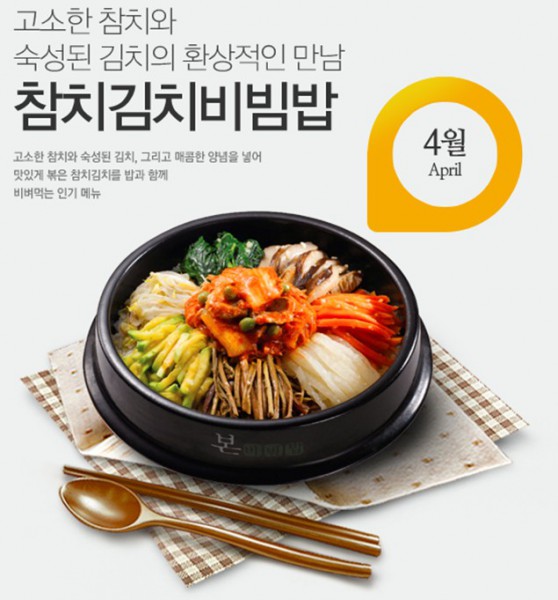 고소한 참치와
숙성된 김치의 환상적인 만남
참치김치비빔밥
4월
April
고소한 참치와 숙성된 김치, 그리고 매콤한 양념을 넣어
맛있게 볶은 참치김치를 밥과 함께
비벼먹는 인기 메뉴
본
비빔밥